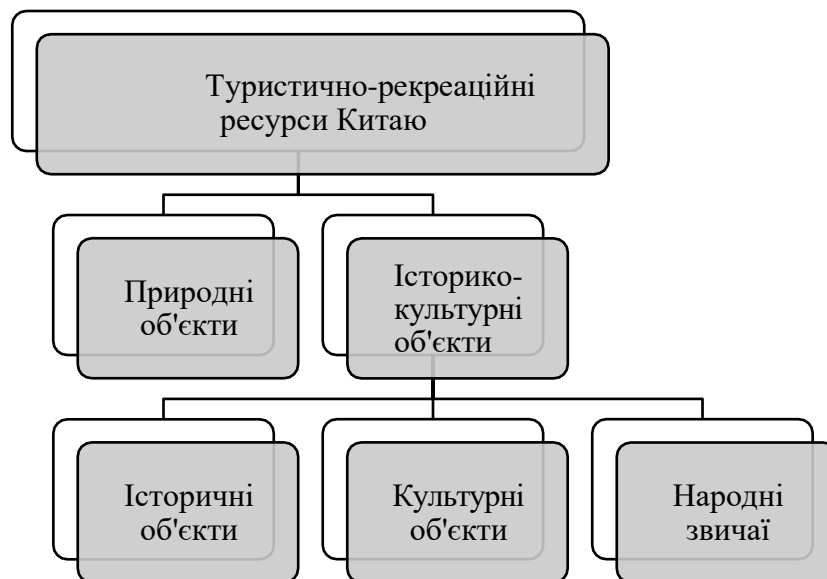 Туристично-рекреаційні
ресурси Китаю
Природні
об'єкти
Історико-
культурні
об'єкти
Історичні
об'єкти
Культурні
об'єкти
Народні
звичаї